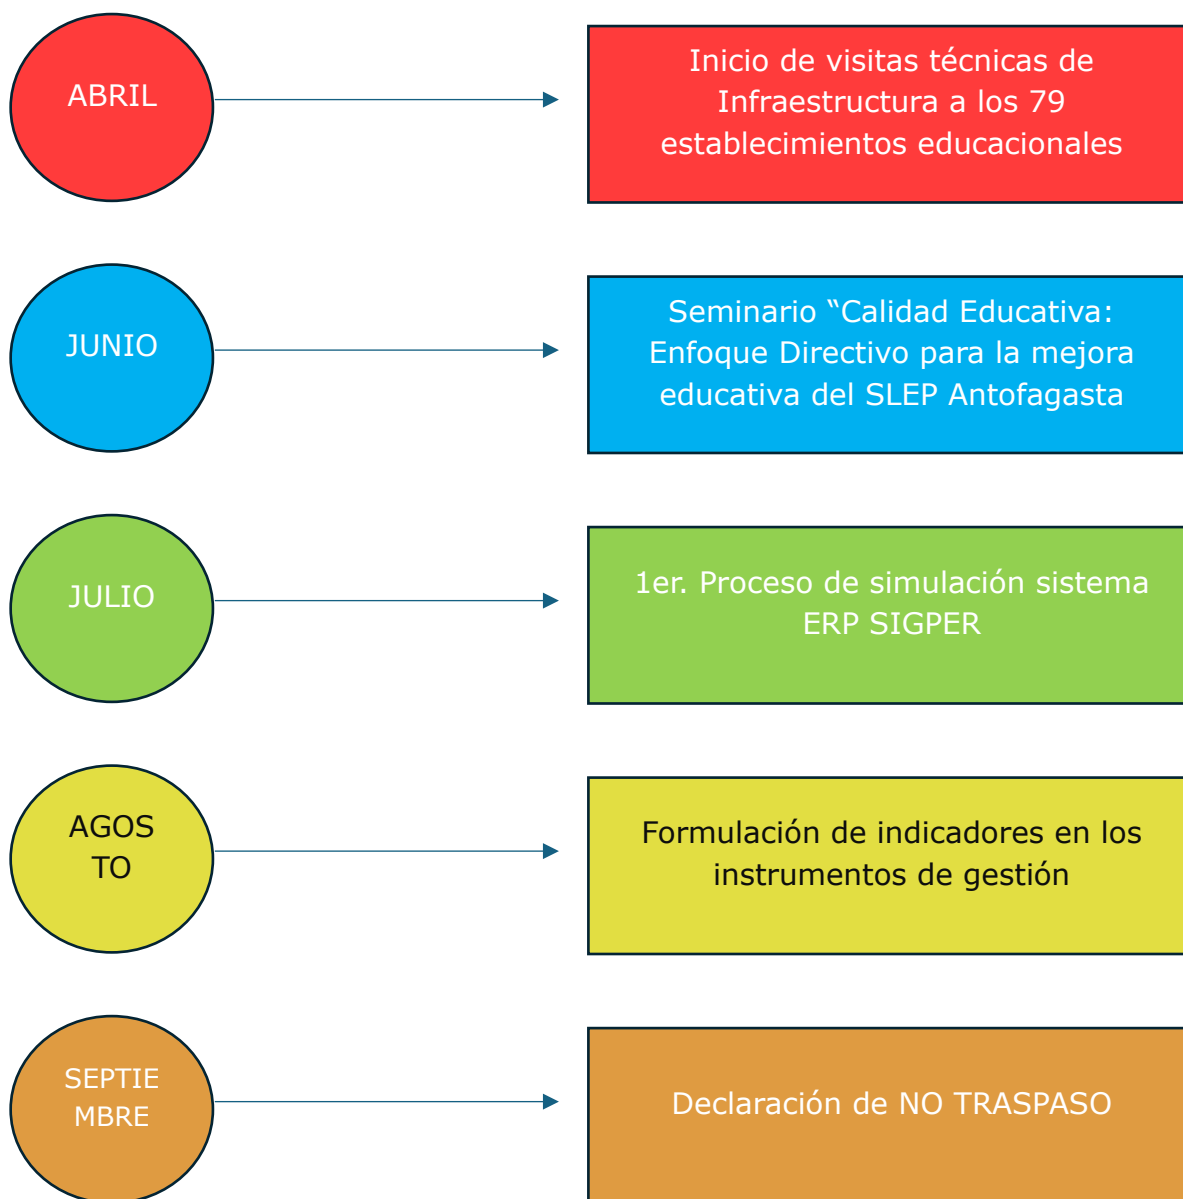 ABRIL
Inicio de visitas técnicas de
Infraestructura a los 79
establecimientos educacionales
JUNIO
Seminario “Calidad Educativa:
Enfoque Directivo para la mejora
educativa del SLEP Antofagasta
JULIO
1er. Proceso de simulación sistema
ERP SIGPER
AGOS
TO
Formulación de indicadores en los
instrumentos de gestión
SEPTIE
MBRE
Declaración de NO TRASPASO